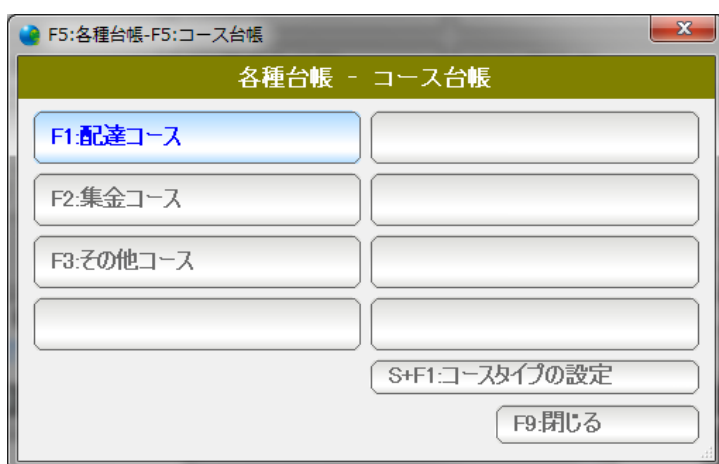 F5:各種台帳-F5:コース台帳
各種台帳 - コース台帳
F1:配達コース
F2:集金コース
F3:その他コース
S+F1:コースタイプの設定
F9:閉じる